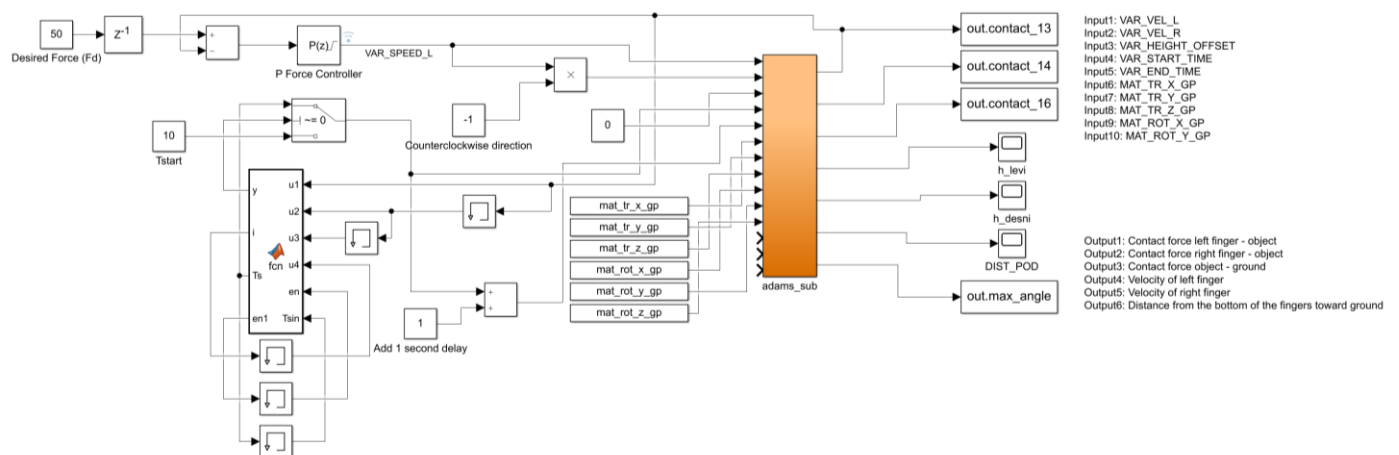 50
Desired Force (Fd)
z-1
+
−
P(z)
P Force Controller
VAR_SPEED_L
×
-1
Counterclockwise direction
0
~= 0
10
Tstart
y
i
Ts
en1
fcn
u1
u2
u3
u4
en
Tsin
+
+
1
Add 1 second delay
mat_tr_x_gp
mat_tr_y_gp
mat_tr_z_gp
mat_rot_x_gp
mat_rot_y_gp
mat_rot_z_gp
adams_sub
out.contact_13
out.contact_14
out.contact_16
h_levi
h_desni
DIST_POD
out.max_angle
Input1: VAR_VEL_L
Input2: VAR_VEL_R
Input3: VAR_HEIGHT_OFFSET
Input4: VAR_START_TIME
Input5: VAR_END_TIME
Input6: MAT_TR_X_GP
Input7: MAT_TR_Y_GP
Input8: MAT_TR_Z_GP
Input9: MAT_ROT_X_GP
Input10: MAT_ROT_Y_GP
Output1: Contact force left finger - object
Output2: Contact force right finger - object
Output3: Contact force object - ground
Output4: Velocity of left finger
Output5: Velocity of right finger
Output6: Distance from the bottom of the fingers toward ground